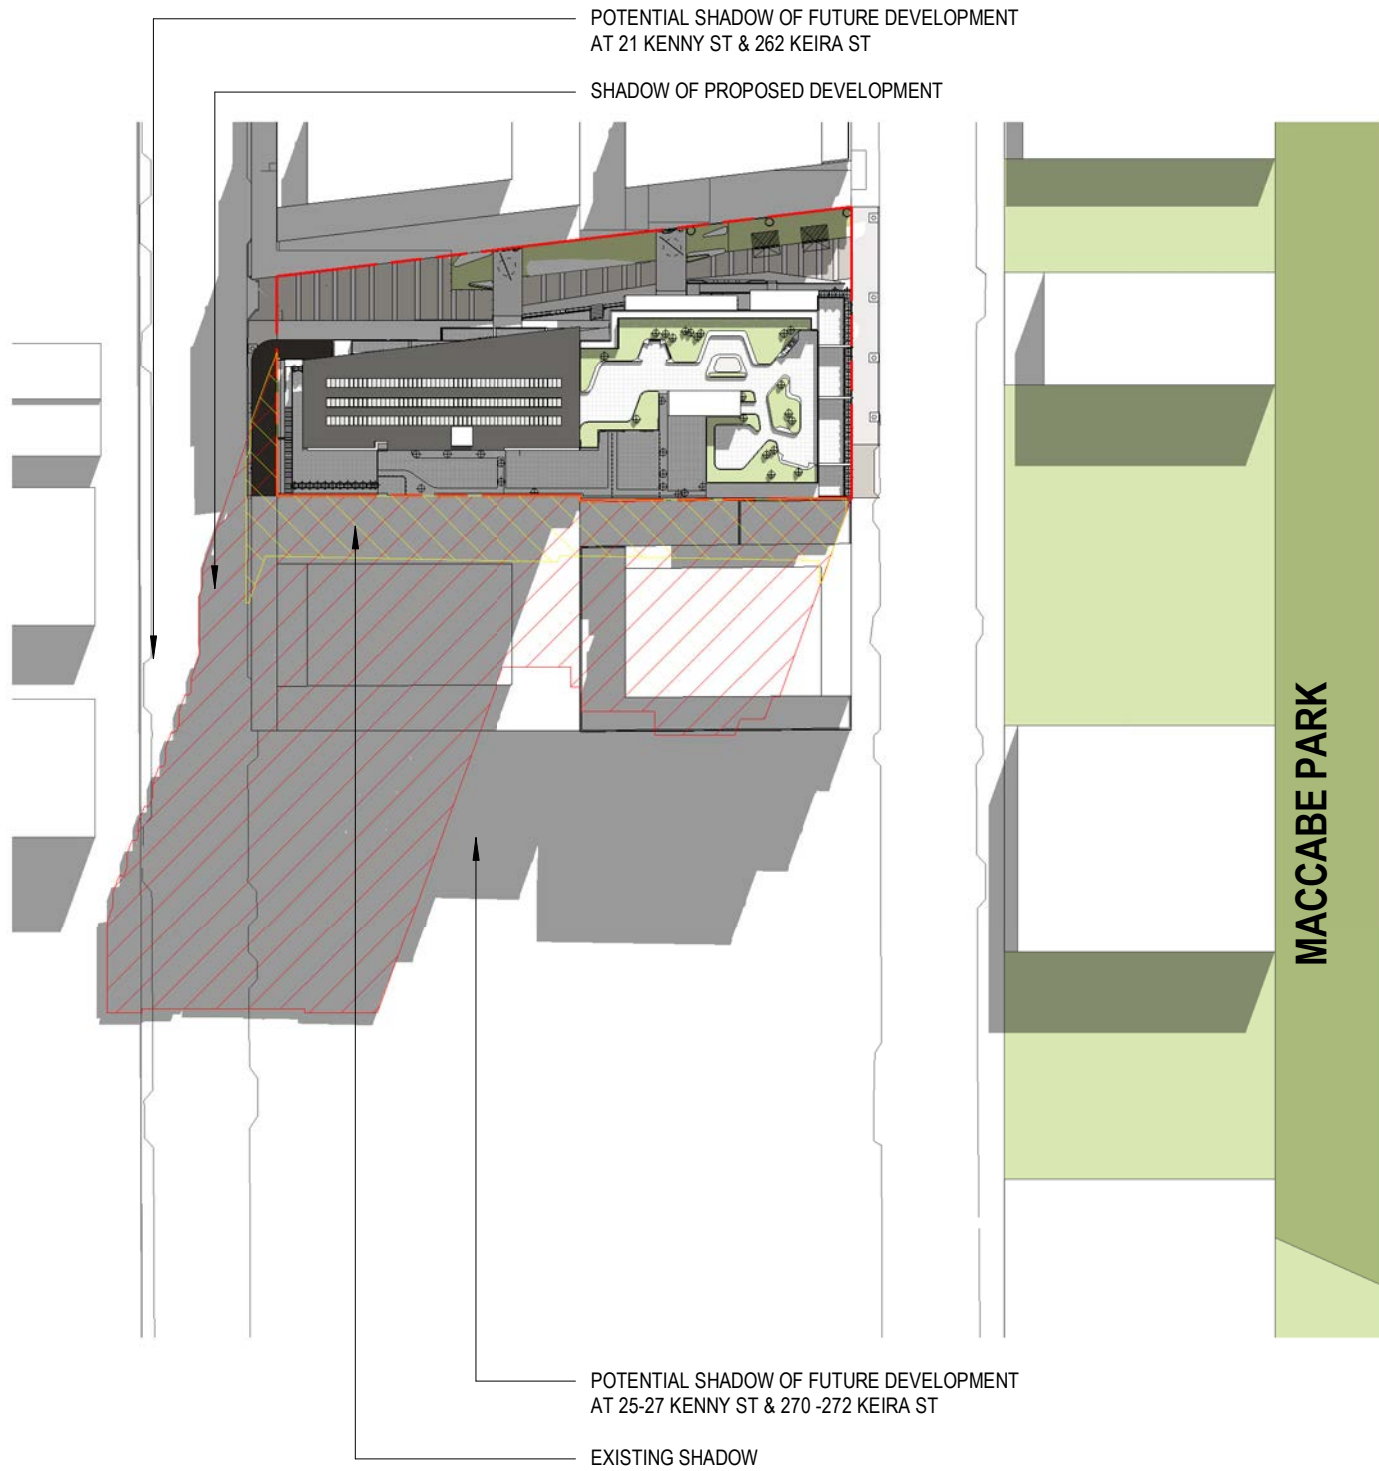 POTENTIAL SHADOW OF FUTURE DEVELOPMENT
AT 21 KENNY ST & 262 KEIRA ST
SHADOW OF PROPOSED DEVELOPMENT
MACCABE PARK
POTENTIAL SHADOW OF FUTURE DEVELOPMENT
AT 25-27 KENNY ST & 270 -272 KEIRA ST
EXISTING SHADOW